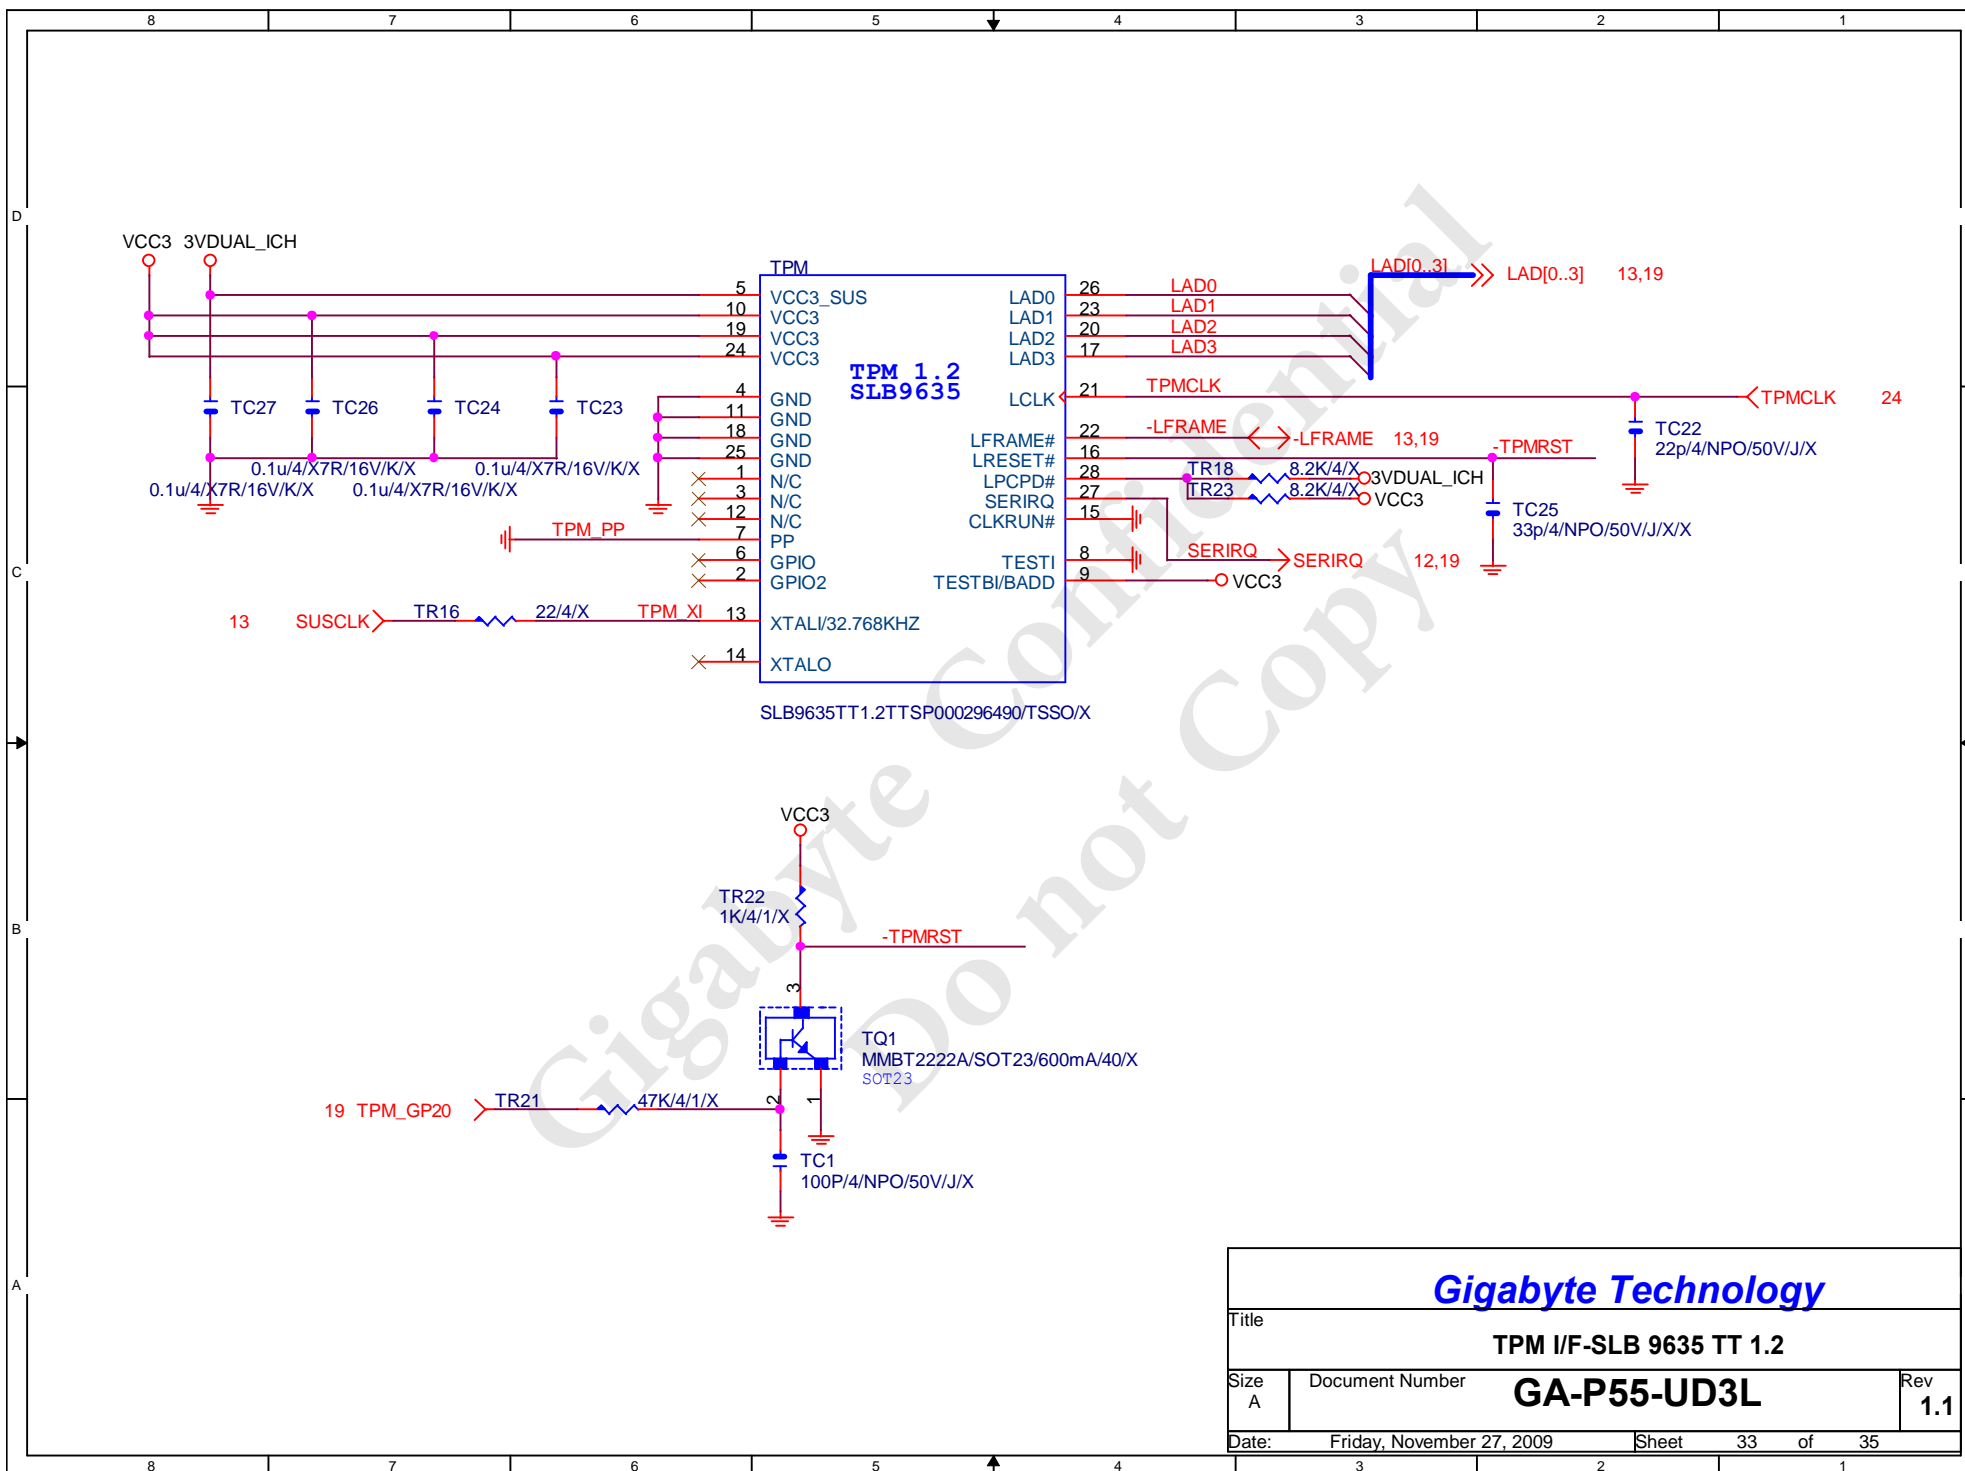 8 7 6 5 4 3 2 1
D
C
B
A
VCC3 3VDUAL_ICH
TPM
5 VCC3_SUS
10 VCC3
19 VCC3
24 VCC3
4 GND
11 GND
18 GND
25 GND
1 N/C
3 N/C
12 N/C
TPM_PP 7 PP
6 GPIO
2 GPIO2
13 SUSCLK TR16 22/4/X TPM_XI 13 XTALI/32.768KHZ
14 XTALO
TPM 1.2
SLB9635
LAD0 26 LAD0
LAD1 23 LAD1
LAD2 20 LAD2
LAD3 17 LAD3
LAD[0..3] LAD[0..3] 13,19
LCLK 21 TPMCLK TPMCLK 24
LFRAME# 22 -LFRAME -LFRAME 13,19
LRESET# 16 -TPMRST
LPCPD# 28 TR18 8.2K/4/X 3VDUAL_ICH
SERIRQ 27 TR23 8.2K/4/X VCC3
CLKRUN# 15
SERIRQ SERIRQ 12,19
TESTI 8
TESTBI/BADD 9 VCC3
TC22
22p/4/NPO/50V/J/X
TC25
33p/4/NPO/50V/J/X/X
TC27 TC26 TC24 TC23
0.1u/4/X7R/16V/K/X 0.1u/4/X7R/16V/K/X
0.1u/4/X7R/16V/K/X 0.1u/4/X7R/16V/K/X
SLB9635TT1.2TTSP000296490/TSSO/X
VCC3
TR22
1K/4/1/X
-TPMRST
3
TQ1
MMBT2222A/SOT23/600mA/40/X
SOT23
2 1
19 TPM_GP20 TR21 47K/4/1/X
TC1
100P/4/NPO/50V/J/X
Gigabyte Confidential
Do not Copy
Gigabyte Technology
Title
TPM I/F-SLB 9635 TT 1.2
Size A Document Number GA-P55-UD3L Rev 1.1
Date: Friday, November 27, 2009 Sheet 33 of 35
8 7 6 5 4 3 2 1